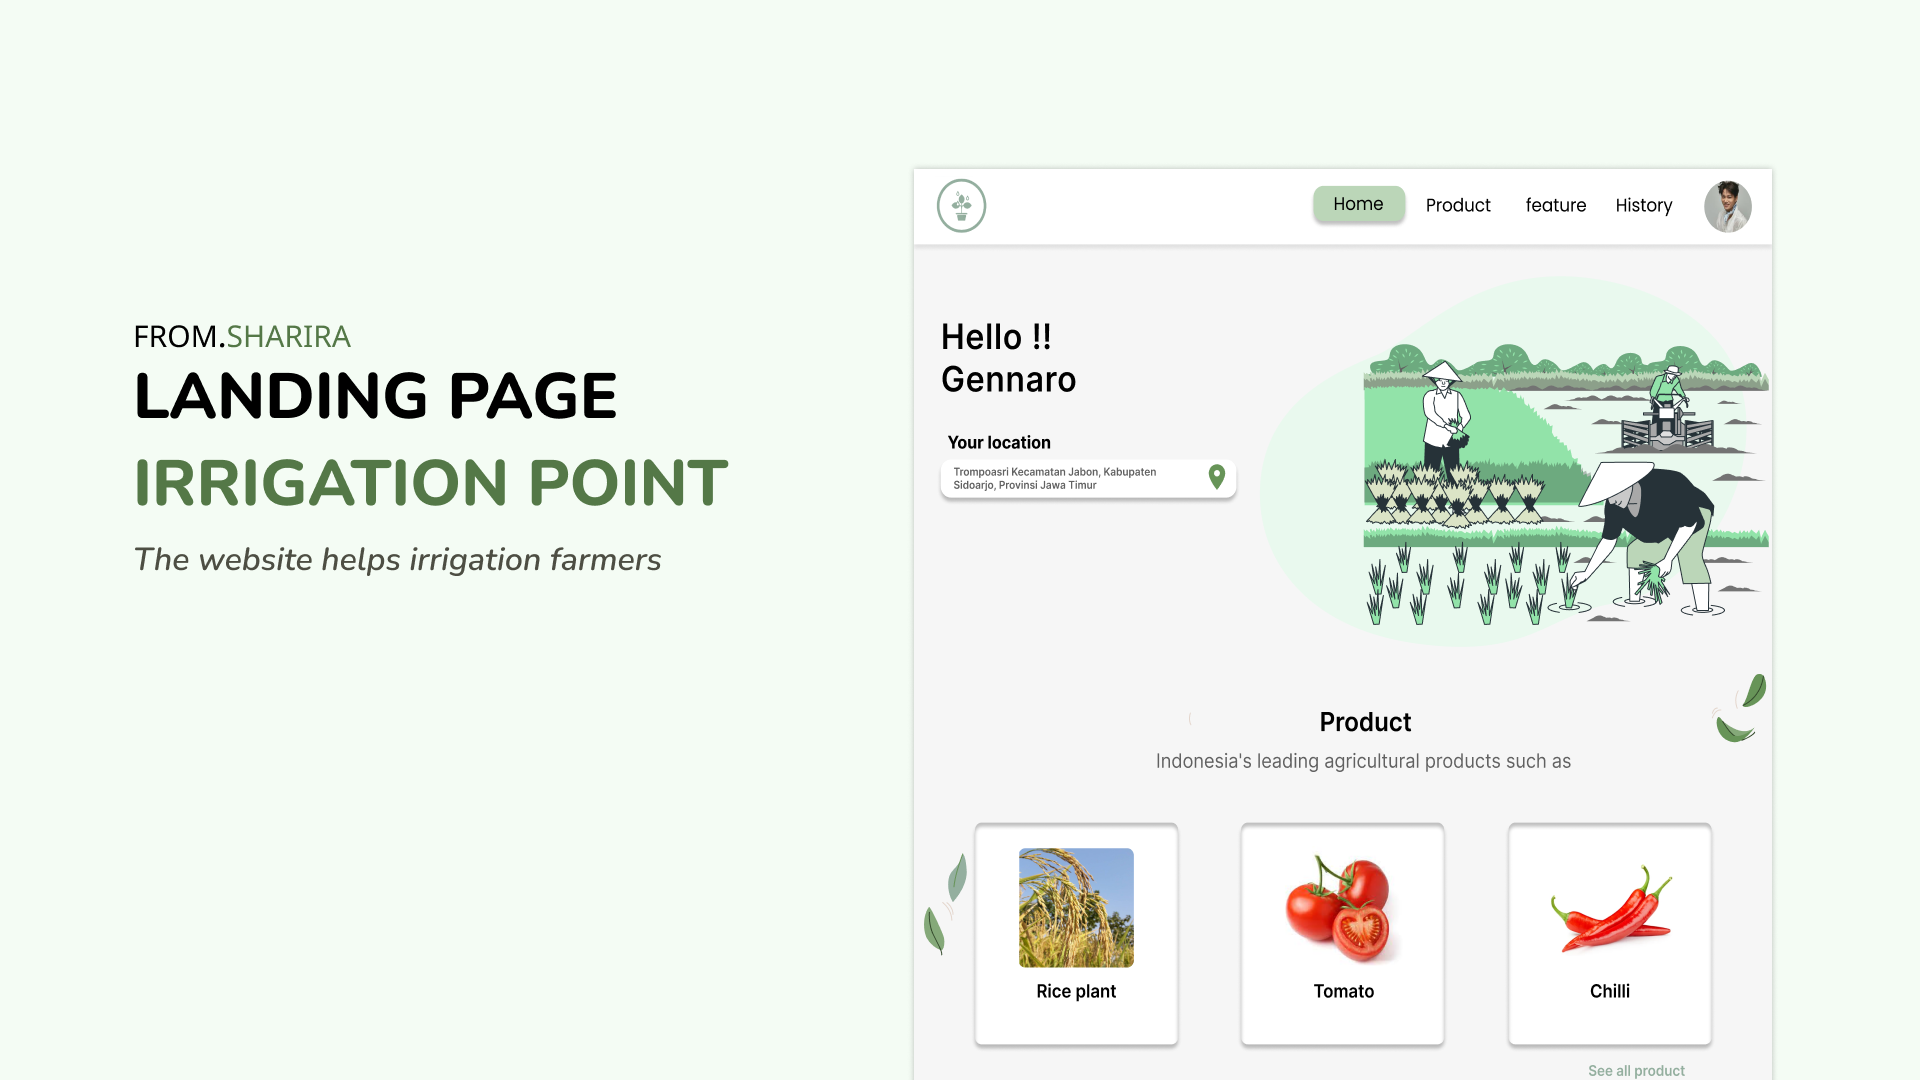 FROM.SHARIRA
LANDING PAGE
IRRIGATION POINT
The website helps irrigation farmers
Home
Product
feature
History
Hello !!
Gennaro
Your location
Trompoasri Kecamatan Jabon, Kabupaten
Sidoarjo, Provinsi Jawa Timur
Product
Indonesia's leading agricultural products such as
Rice plant
Tomato
Chilli
See all product